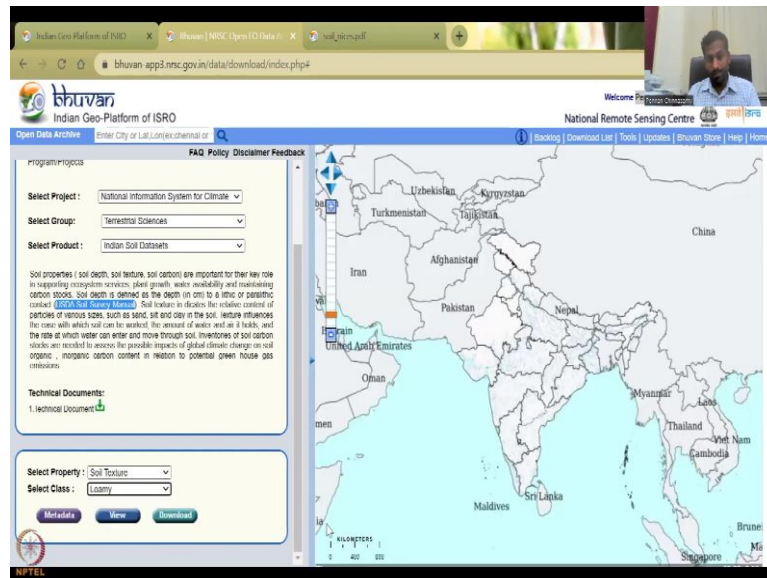 Indian Geo Platform of ISRO X Bhuvan | NRSC Open EO Data X soil_nices.pdf X +
bhuvan-app3.nrsc.gov.in/data/download/index.php#
bhuvan
Indian Geo-Platform of ISRO
Welcome
Ponnan Chinnasamy
National Remote Sensing Centre
Open Data Archive Enter City or Lat,Lon(ex:chennai or
Backlog | Download List | Tools | Updates | Bhuvan Store | Help | Home
FAQ Policy Disclaimer Feedback
Program/Projects
Select Project : National Information System for Climate
Select Group: Terrestrial Sciences
Select Product : Indian Soil Datasets
Soil properties ( soil depth, soil texture, soil carbon) are important for their key role
in supporting ecosystem services, plant growth, water availability and maintaining
carbon stocks. Soil depth is defined as the depth (in cm) to a lithic or paralithic
contact (USDA Soil Survey Manual). Soil texture in dicates the relative content of
particles of various sizes, such as sand, silt and clay in the soil. Texture influences
the ease with which soil can be worked, the amount of water and air it holds, and
the rate at which water can enter and move through soil. Inventories of soil carbon
stocks are needed to assess the possible impacts of global climate change on soil
organic , inorganic carbon content in relation to potential green house gas
emissions
Technical Documents:
1. Technical Document
Select Property : Soil Texture
Select Class : Loamy
Metadata View Download
NPTEL
Uzbekistan
Kyrgyzstan
Turkmenistan
Tajikistan
China
Afghanistan
Iran
Pakistan
Nepal
United Arab Emirates
Oman
Myanmar
Laos
Thailand
Viet Nam
Cambodia
men
Sri Lanka
Maldives
KILOMETERS
0 400 800
Brune
Ma
Singapore